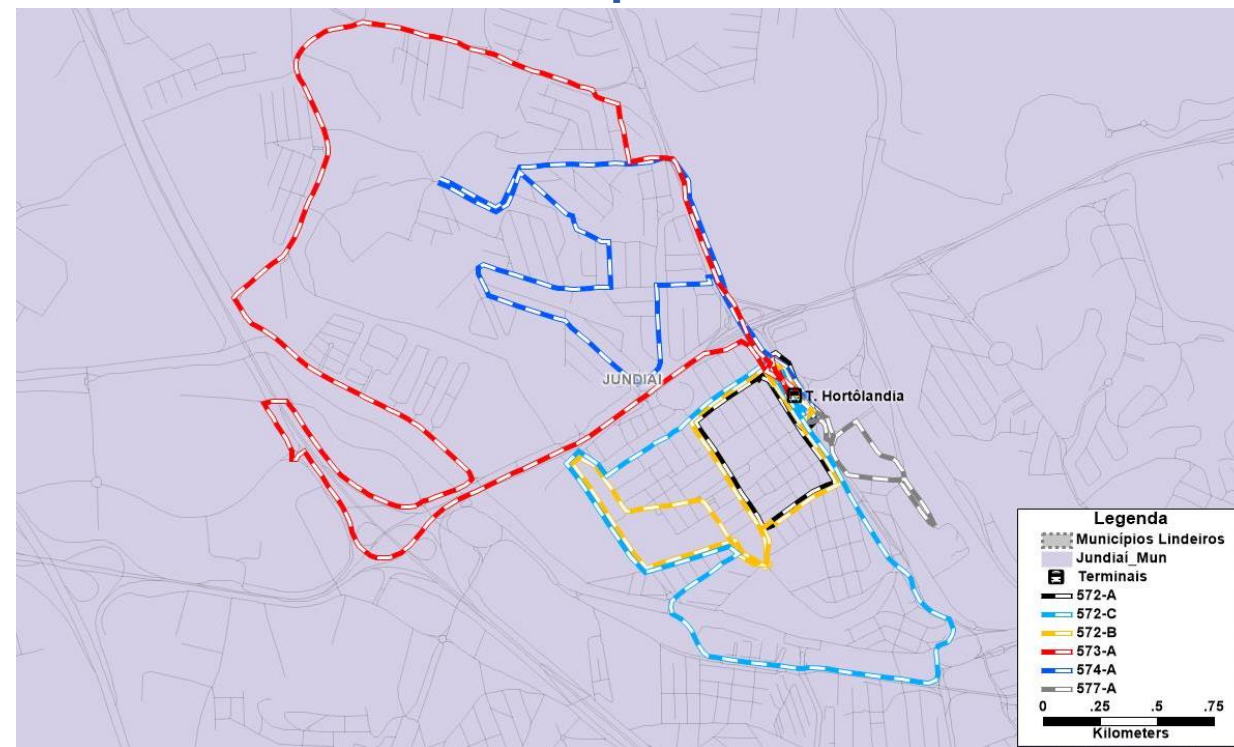 JUNDIAÍ
T. Hortôlandia
Legenda
Municípios Lindeiros
Jundiaí_Mun
Terminais
572-A
572-C
572-B
573-A
574-A
577-A
0 .25 .5 .75
Kilometers